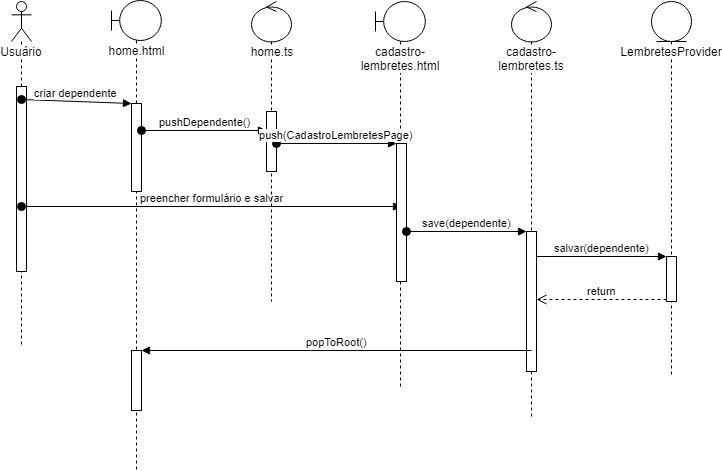 Usuário
home.html
home.ts
cadastro-
lembretes.html
cadastro-
lembretes.ts
LembretesProvider
criar dependente
pushDependente()
push(CadastroLembretesPage)
preencher formulário e salvar
save(dependente)
salvar(dependente)
return
popToRoot()